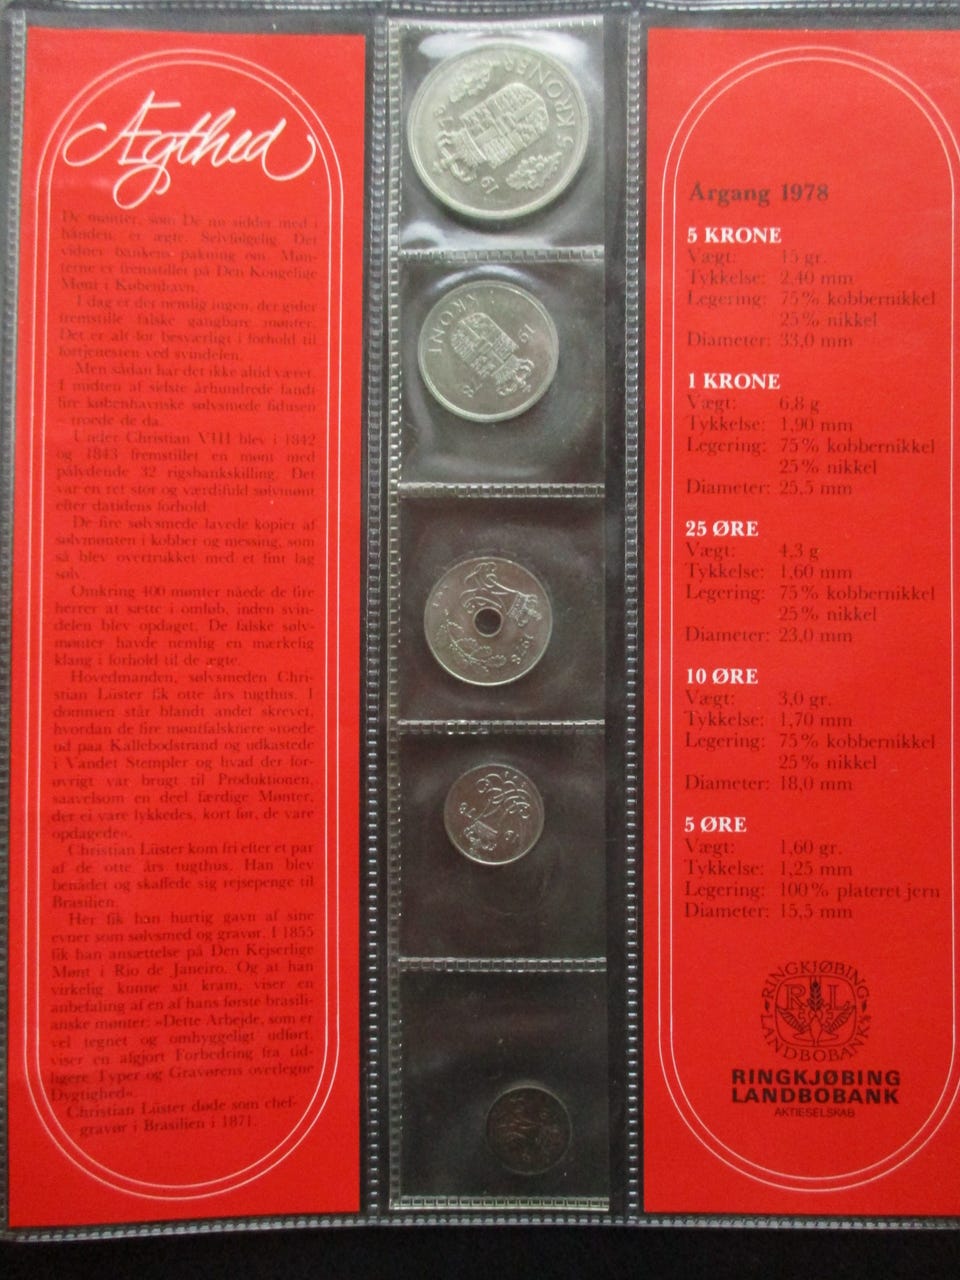 Ægthed
De mønter, som De nu sidder med i
hånden, er ægte. Selvfølgelig. Det
vidner bankens pakning om. Møn-
terne er fremstillet på Den Kongelige
Mønt i København.
I dag er der nemlig ingen, der gider
fremstille falske gangbare mønter.
Det er alt for besværligt i forhold til
fortjenesten ved svindelen.
Men sådan har det ikke altid været.
I midten af sidste århundrede fandt
fire københavnske sølvsmede fidusen
– troede de da.
Under Christian VIII blev i 1842
og 1843 fremstillet en mønt med
pålydende 32 rigsbankskilling. Det
var en ret stor og værdifuld sølvmønt
efter datidens forhold.
De fire sølvsmede lavede kopier af
sølvmønten i kobber og messing, som
så blev overtrukket med et fint lag
sølv.
Omkring 400 mønter nåede de fire
herrer at sætte i omløb, inden svin-
delen blev opdaget. De falske sølv-
mønter havde nemlig en mærkelig
klang i forhold til de ægte.
Hovedmanden, sølvsmeden Chri-
stian Lüster fik otte års tugthus. I
dommen står blandt andet skrevet,
hvordan de fire møntfalsknere »roede
ud paa Kallebodstrand og udkastede
i Vandet Stempler og hvad der for-
øvrigt var brugt til Produktionen,
saavelsom en deel færdige Mønter,
der ei vare lykkedes, kort før, de vare
opdagede«.
Christian Lüster kom fri efter et par
af de otte års tugthus. Han blev
benådet og skaffede sig rejsepenge til
Brasilien.
Her fik han hurtig gavn af sine
evner som sølvsmed og gravør. I 1855
fik han ansættelse på Den Kejserlige
Mønt i Rio de Janeiro. Og at han
virkelig kunne sit kram, viser en
anbefaling af en af hans første brasili-
anske mønter: »Dette Arbejde, som er
vel tegnet og omhyggeligt udført,
viser en afgjort Forbedring fra tid-
ligere Typer og Gravørens overlegne
Dygtighed«.
Christian Lüster døde som chef-
gravør i Brasilien i 1871.
5 KRONER
19
1 KRONE
19 78
1978
19 78
Årgang 1978
5 KRONE
Vægt: 15 gr.
Tykkelse: 2,40 mm
Legering: 75% kobbernikkel
25% nikkel
Diameter: 33,0 mm
1 KRONE
Vægt: 6,8 g
Tykkelse: 1,90 mm
Legering: 75% kobbernikkel
25% nikkel
Diameter: 25,5 mm
25 ØRE
Vægt: 4,3 g
Tykkelse: 1,60 mm
Legering: 75% kobbernikkel
25% nikkel
Diameter: 23,0 mm
10 ØRE
Vægt: 3,0 gr.
Tykkelse: 1,70 mm
Legering: 75% kobbernikkel
25% nikkel
Diameter: 18,0 mm
5 ØRE
Vægt: 1,60 gr.
Tykkelse: 1,25 mm
Legering: 100% plateret jern
Diameter: 15,5 mm
RINGKJØBING
R L
LANDBOBANK
RINGKJØBING
LANDBOBANK
AKTIESELSKAB